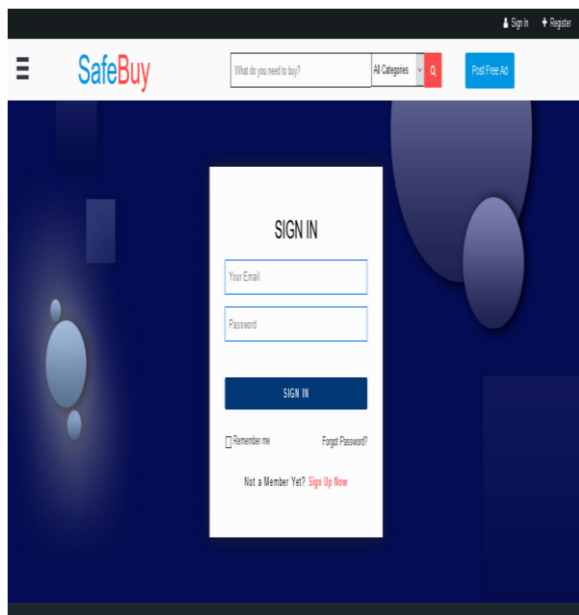 Sign In Register
SafeBuy What do you need to buy? All Categories Post Free Ad
SIGN IN
Your Email
Password
SIGN IN
Remember me Forgot Password?
Not a Member Yet? Sign Up Now